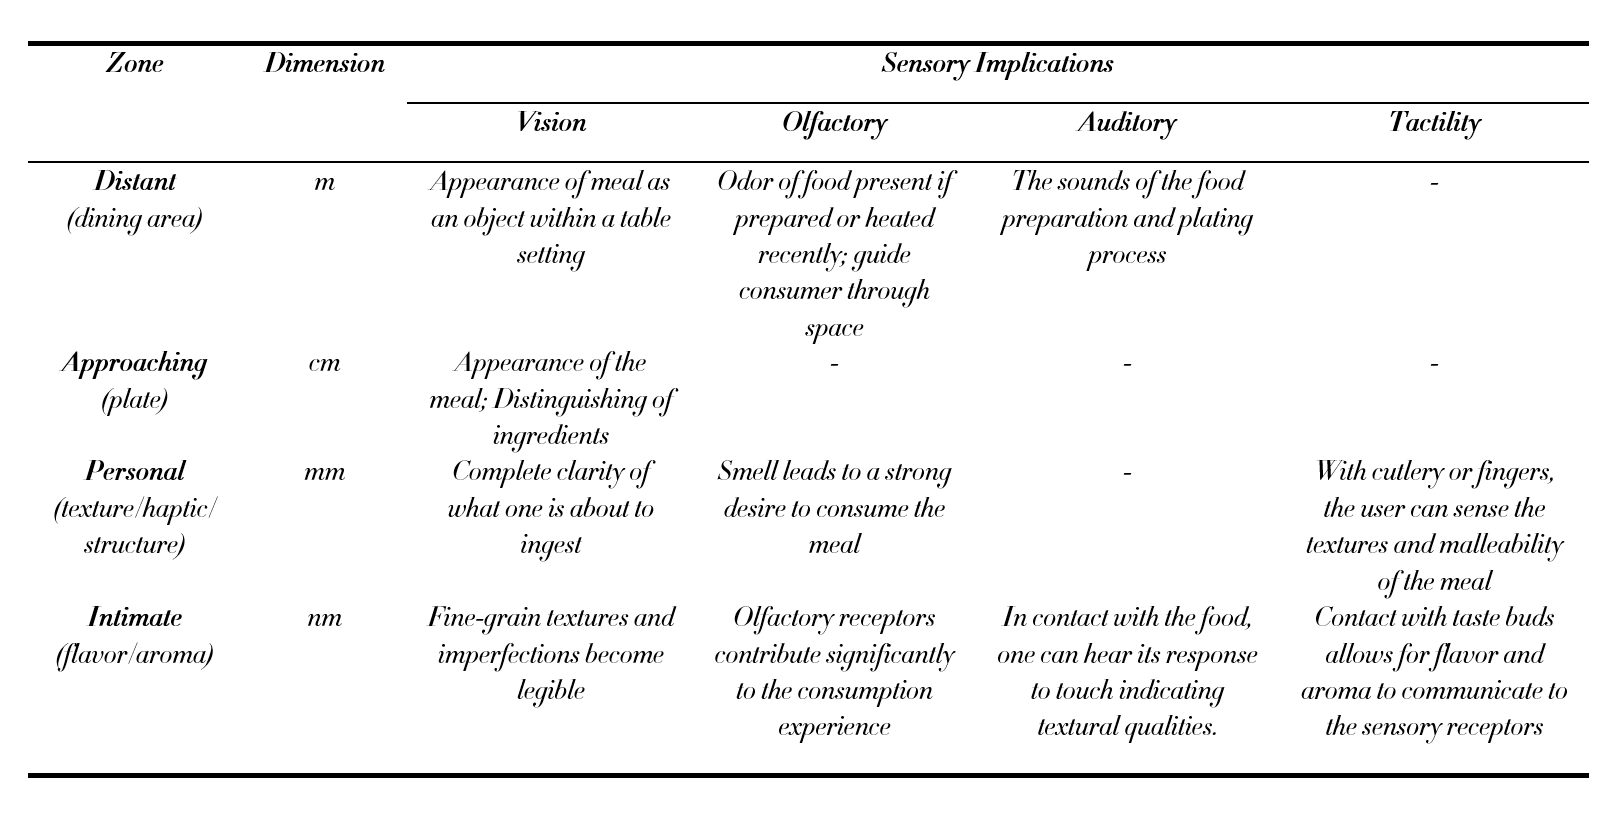 Zone Dimension Sensory Implications
Vision Olfactory Auditory Tactility
Distant m Appearance of meal as Odor of food present if The sounds of the food -
(dining area) an object within a table prepared or heated preparation and plating
setting recently; guide process
consumer through
space
Approaching cm Appearance of the - - -
(plate) meal; Distinguishing of
ingredients
Personal mm Complete clarity of Smell leads to a strong - With cutlery or fingers,
(texture/haptic/ what one is about to desire to consume the the user can sense the
structure) ingest meal textures and malleability
of the meal
Intimate nm Fine-grain textures and Olfactory receptors In contact with the food, Contact with taste buds
(flavor/aroma) imperfections become contribute significantly one can hear its response allows for flavor and
legible to the consumption to touch indicating aroma to communicate to
experience textural qualities. the sensory receptors